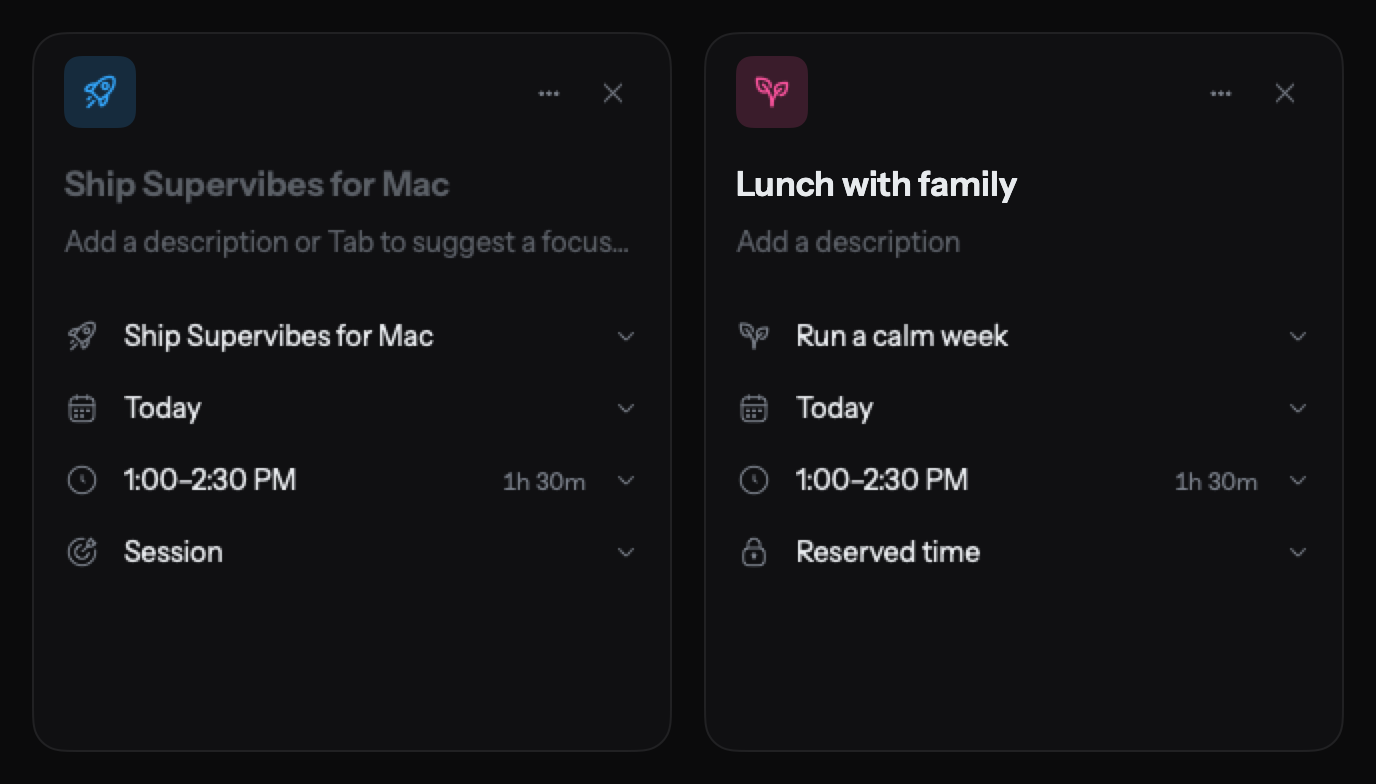 Ship Supervibes for Mac
Add a description or Tab to suggest a focus...
Ship Supervibes for Mac
Today
1:00–2:30 PM 1h 30m
Session
Lunch with family
Add a description
Run a calm week
Today
1:00–2:30 PM 1h 30m
Reserved time